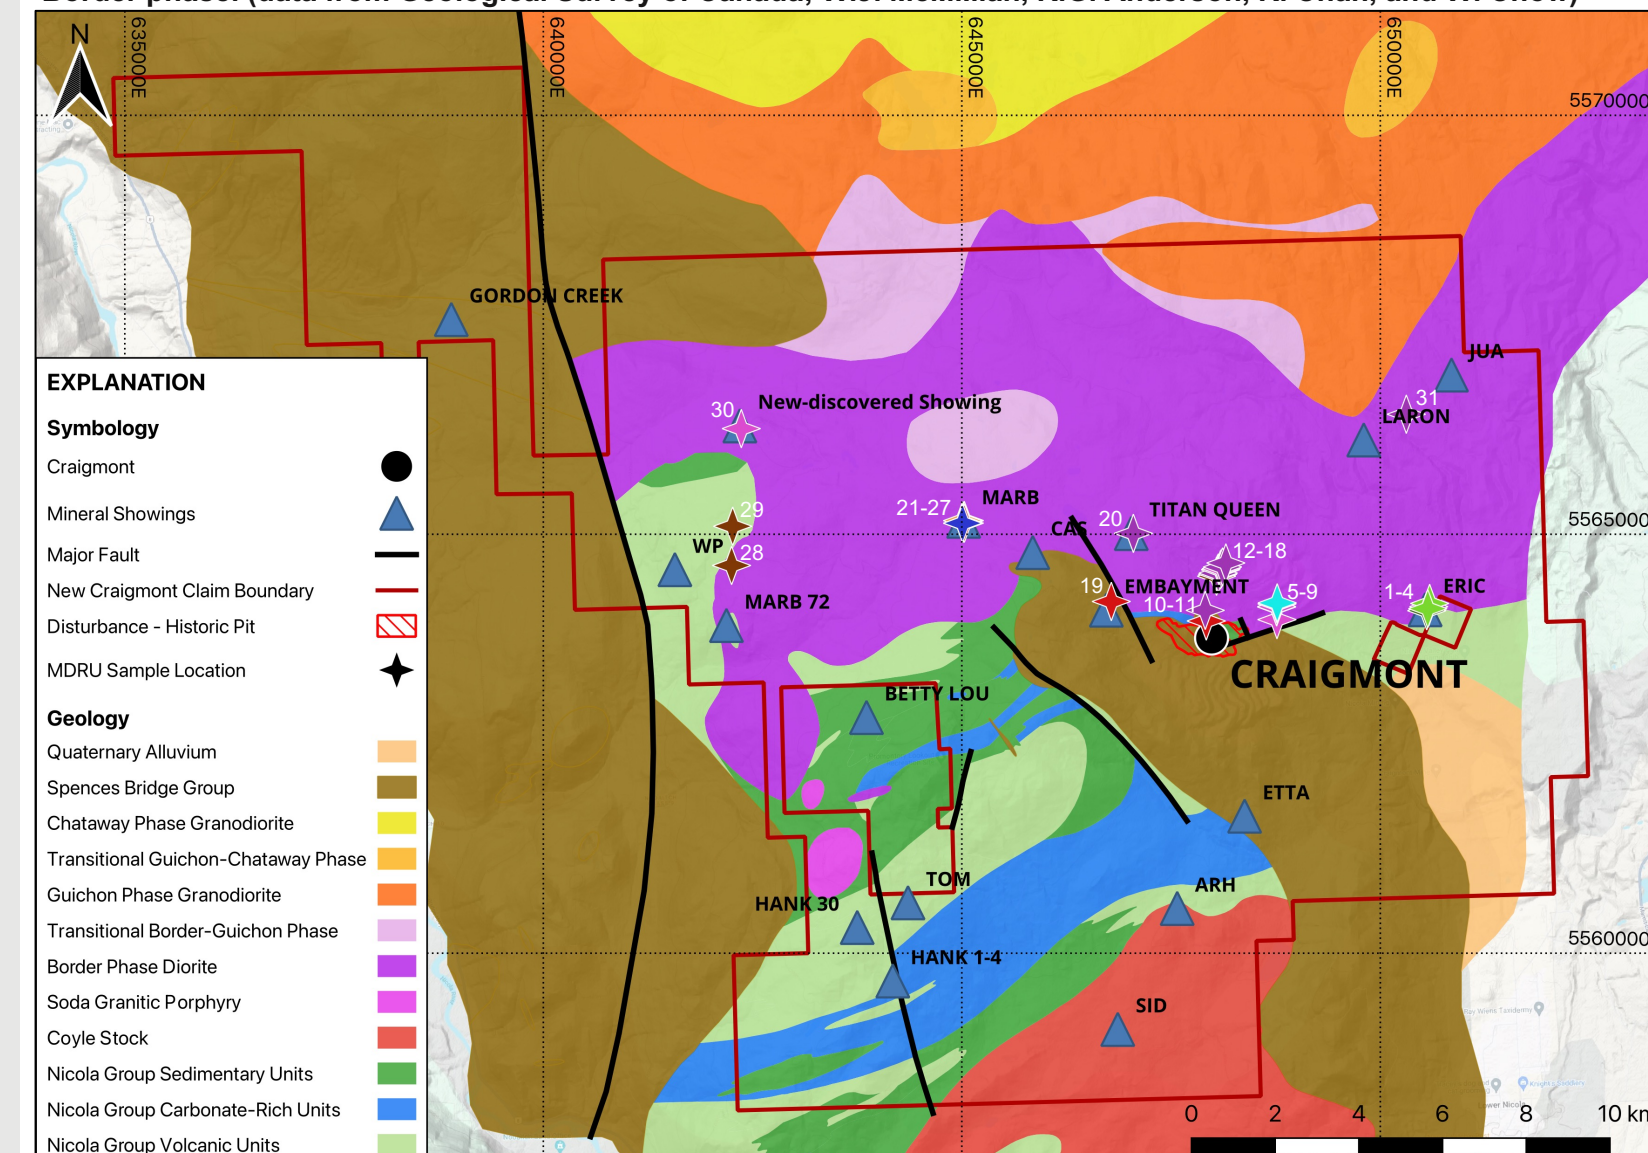 N
635000E
640000E
645000E
650000E
5570000
GORDON CREEK
JUA
31
LARON
30
New-discovered Showing
EXPLANATION
Symbology
Craigmont
Mineral Showings
Major Fault
New Craigmont Claim Boundary
Disturbance - Historic Pit
MDRU Sample Location
Geology
Quaternary Alluvium
Spences Bridge Group
Chataway Phase Granodiorite
Transitional Guichon-Chataway Phase
Guichon Phase Granodiorite
Transitional Border-Guichon Phase
Border Phase Diorite
Soda Granitic Porphyry
Coyle Stock
Nicola Group Sedimentary Units
Nicola Group Carbonate-Rich Units
Nicola Group Volcanic Units
29
21-27
MARB
20
TITAN QUEEN
5565000
CAS
WP
28
12-18
19
EMBAYMENT
10-11
5-9
1-4
ERIC
MARB 72
CRAIGMONT
BETTY LOU
ETTA
TOM
ARH
HANK 30
HANK 1-4
5560000
SID
Lower Nicola
0 2 4 6 8 10 km